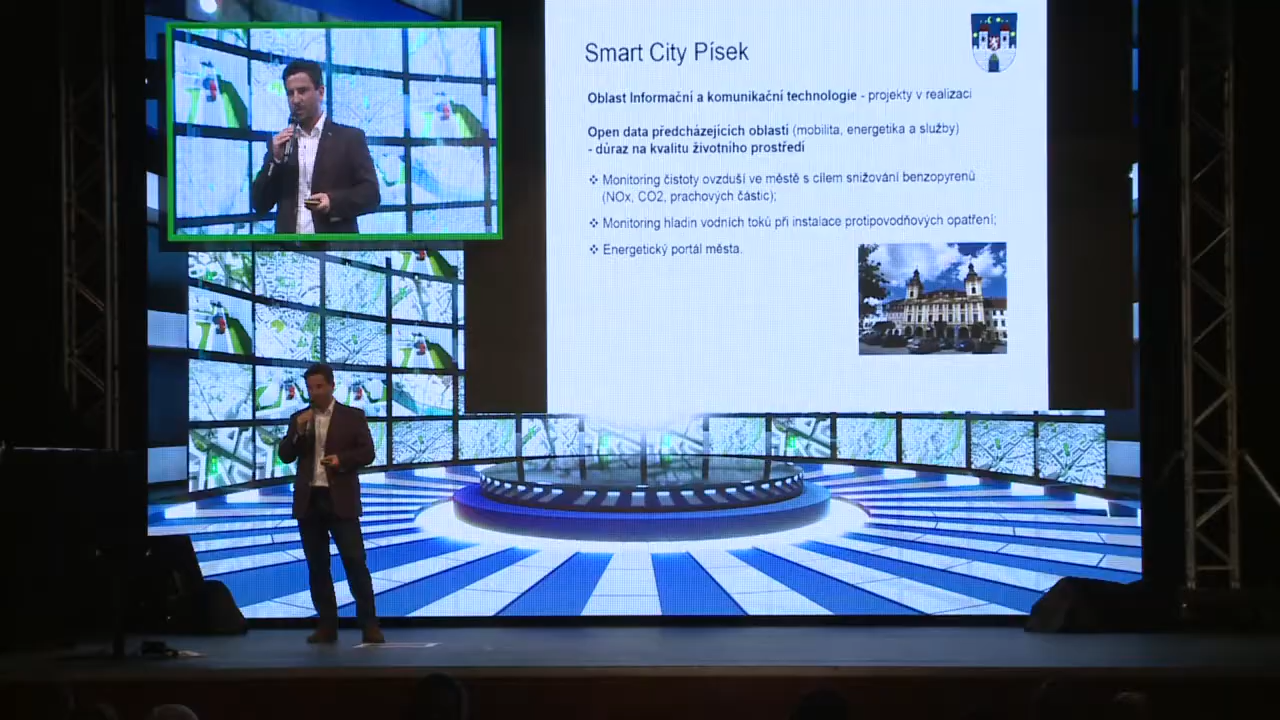 Smart City Písek
Oblast Informační a komunikační technologie - projekty v realizaci
Open data předcházejících oblastí (mobilita, energetika a služby)
- důraz na kvalitu životního prostředí
❖ Monitoring čistoty ovzduší ve městě s cílem snižování benzopyrenů
(NOx, CO2, prachových částic);
❖ Monitoring hladin vodních toků při instalace protipovodňových opatření;
❖ Energetický portál města.